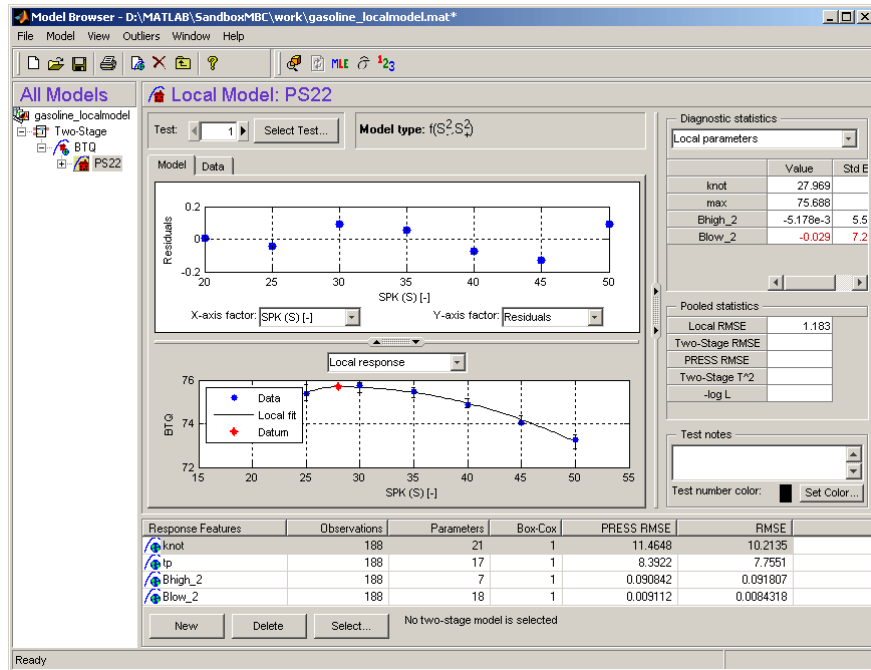 Model Browser - D:\MATLAB\SandboxMBC\work\gasoline_localmodel.mat*
File Model View Outliers Window Help
MLE 123
All Models
gasoline_localmodel
Two-Stage
BTQ
PS22
Local Model: PS22
Test: 1 Select Test... Model type: f(S²-,S²+)
Model Data
0.2
0
-0.2
Residuals
20 25 30 35 40 45 50
SPK (S) [-]
X-axis factor: SPK (S) [-] Y-axis factor: Residuals
Local response
76
74
72
BTQ
Data
Local fit
Datum
15 20 25 30 35 40 45 50 55
SPK (S) [-]
Diagnostic statistics
Local parameters
Value Std E
knot 27.969
max 75.688
Bhigh_2 -5.178e-3 5.5
Blow_2 -0.029 7.2
Pooled statistics
Local RMSE 1.183
Two-Stage RMSE
PRESS RMSE
Two-Stage T^2
-log L
Test notes
Test number color: Set Color...
Response Features Observations Parameters Box-Cox PRESS RMSE RMSE
knot 188 21 1 11.4648 10.2135
tp 188 17 1 8.3922 7.7551
Bhigh_2 188 7 1 0.090842 0.091807
Blow_2 188 18 1 0.009112 0.0084318
New Delete Select... No two-stage model is selected
Ready